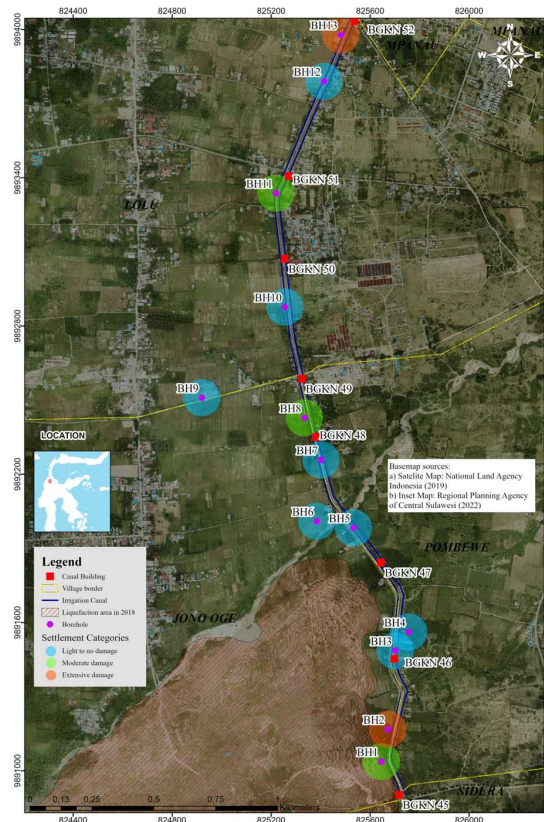 9894000
9893400
9892800
9892200
9891600
9891000
BH13
BGKN 52
MPANAU
MPANAU
N
W
E
S
BH12
BGKN 51
BH11
LOLU
BGKN 50
BH10
BGKN 49
BH9
BH8
BGKN 48
BH7
LOCATION
Basemap sources:
a) Satelite Map: National Land Agency
Indonesia (2019)
b) Inset Map: Regional Planning Agency
of Central Sulawesi (2022)
BH6
BH5
POMBEWE
BGKN 47
Legend
Canal Building
Village border
Irrigation Canal
Liquefaction area in 2018
Borehole
Settlement Categories
Light to no damage
Moderate damage
Extensive damage
JONO OGE
BH4
BH3
BGKN 46
BH2
BH1
SIDERA
BGKN 45
0
0,13
0,25
0,5
0,75
1
Kilometers
824400
824800
825200
825600
826000
824400
824800
825200
825600
826000